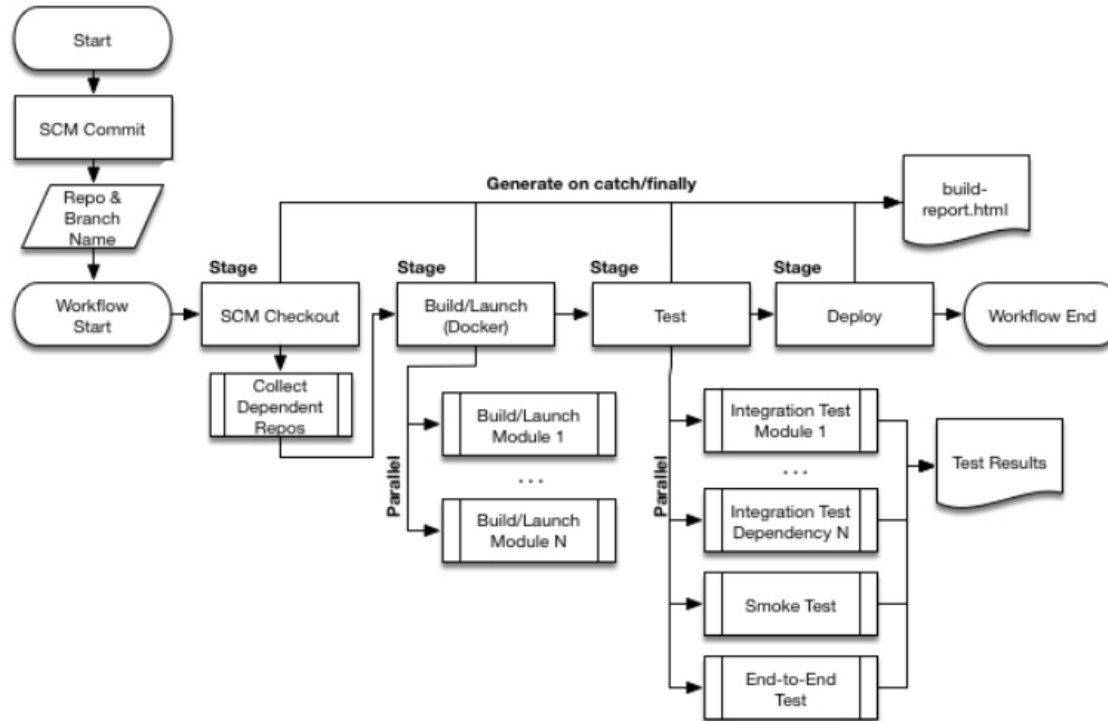 Start
SCM Commit
Repo &
Branch
Name
Workflow
Start
Generate on catch/finally
build-
report.html
Stage
SCM Checkout
Collect
Dependent
Repos
Stage
Build/Launch
(Docker)
Parallel
Build/Launch
Module 1
...
Build/Launch
Module N
Stage
Test
Parallel
Integration Test
Module 1
...
Integration Test
Dependency N
Smoke Test
End-to-End
Test
Test Results
Stage
Deploy
Workflow End